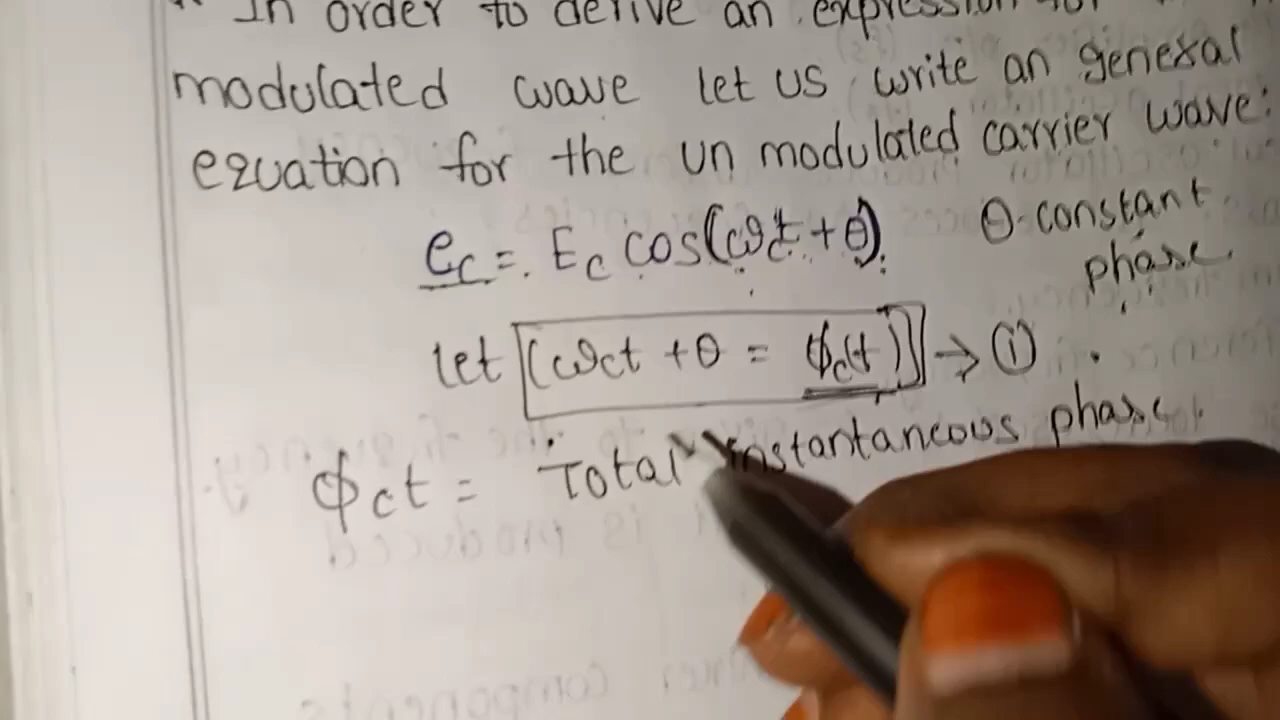 In order to derive an expression for
modulated wave let us write an general
equation for the un modulated carrier wave:
ec = Ec cos(ωct + θ) θ-constant
phase.
let [(ωct + θ = ϕc(t)] → ①
ϕct = Total instantaneous phase